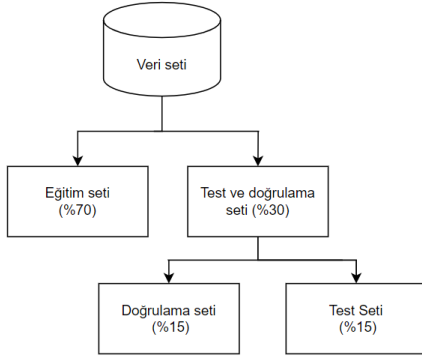 Veri seti
Eğitim seti
(%70)
Test ve doğrulama
seti (%30)
Doğrulama seti
(%15)
Test Seti
(%15)